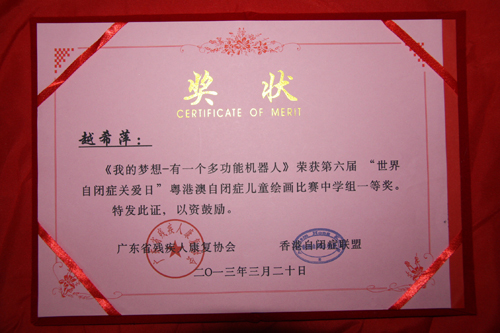 奖 状
CERTIFICATE OF MERIT
越希萍：
《我的梦想-有一个多功能机器人》荣获第六届“世界
自闭症关爱日”粤港澳自闭症儿童绘画比赛中学组一等奖。
特发此证，以资鼓励。
广东省残疾人康复协会 香港自闭症联盟
二〇一三年三月二十日